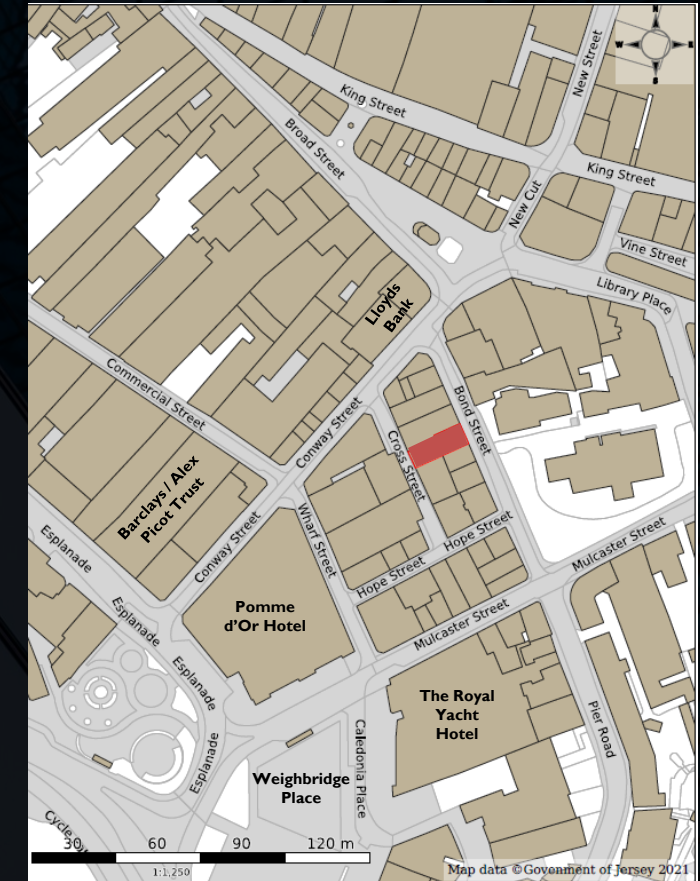 N
W
E
S
New Street
King Street
Broad Street
King Street
New Cut
Vine Street
Library Place
Lloyds
Bank
Commercial Street
Conway Street
Bond Street
Cross Street
Barclays / Alex
Picot Trust
Wharf Street
Hope Street
Mulcaster Street
Esplanade
Conway Street
Hope Street
Esplanade
Pomme
d'Or Hotel
Mulcaster Street
Esplanade
The Royal
Yacht
Hotel
Pier Road
Esplanade
Caledonia Place
Weighbridge
Place
Cycle
30 60 90 120 m
1:1,250
Map data © Govenment of Jersey 2021